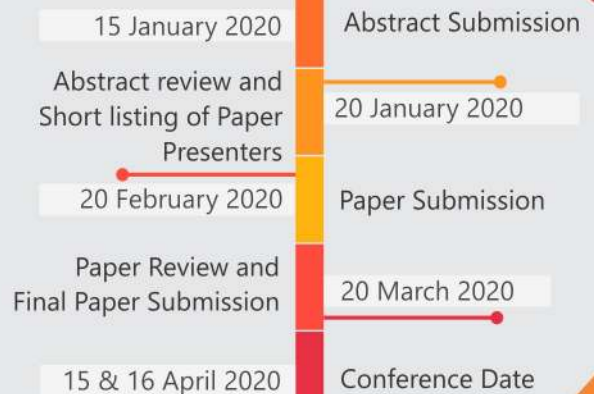 15 January 2020
Abstract Submission
Abstract review and
Short listing of Paper
Presenters
20 January 2020
20 February 2020
Paper Submission
Paper Review and
Final Paper Submission
20 March 2020
15 & 16 April 2020
Conference Date